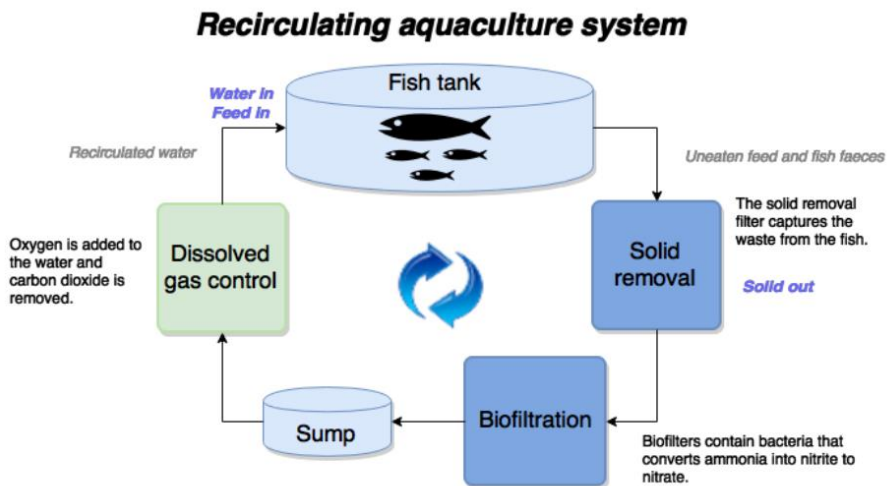 Recirculating aquaculture system
Water in
Feed in
Fish tank
Recirculated water
Uneaten feed and fish faeces
The solid removal
filter captures the
waste from the fish.
Oxygen is added to
the water and
carbon dioxide is
removed.
Dissolved
gas control
Solid
removal
Solid out
Sump
Biofiltration
Biofilters contain bacteria that
converts ammonia into nitrite to
nitrate.